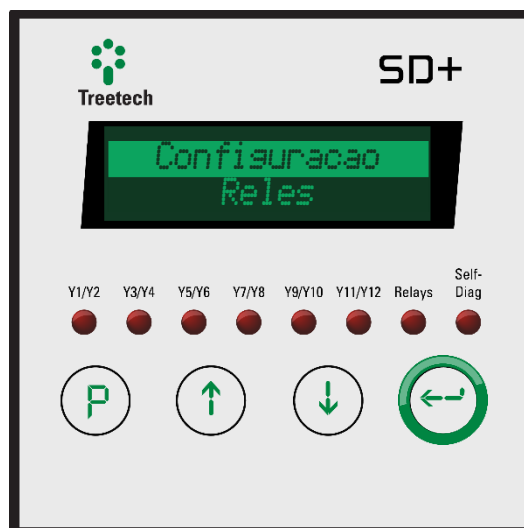 Treetech
SD+
Configuracao
Reles
Y1/Y2 Y3/Y4 Y5/Y6 Y7/Y8 Y9/Y10 Y11/Y12 Relays Self-
Diag
P